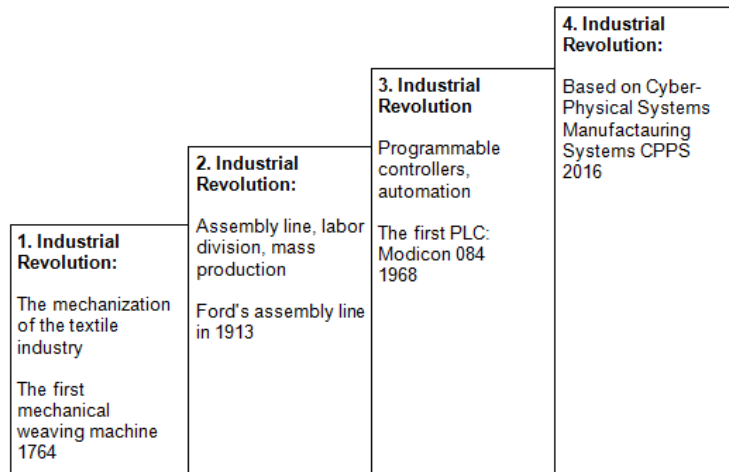 1. Industrial
Revolution:
The mechanization
of the textile
industry
The first
mechanical
weaving machine
1764
2. Industrial
Revolution:
Assembly line, labor
division, mass
production
Ford's assembly line
in 1913
3. Industrial
Revolution
Programmable
controllers,
automation
The first PLC:
Modicon 084
1968
4. Industrial
Revolution:
Based on Cyber-
Physical Systems
Manufactauring
Systems CPPS
2016